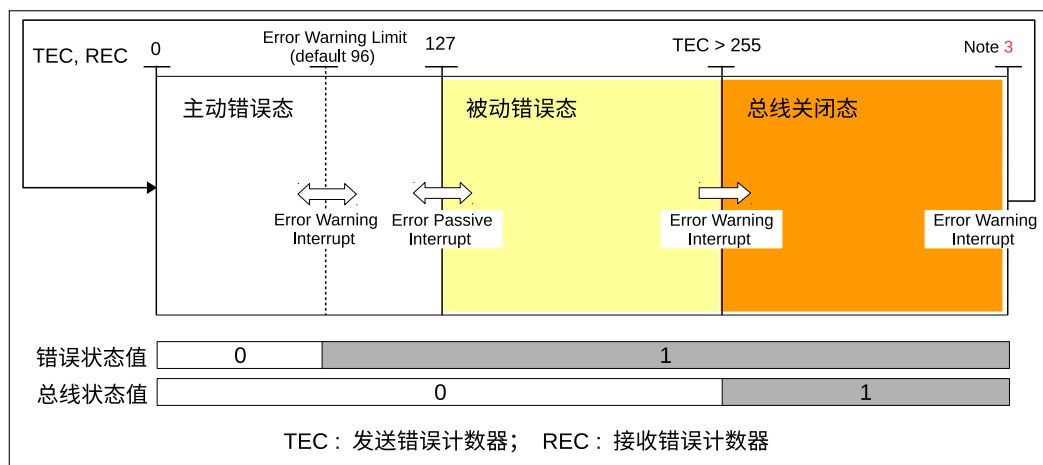 TEC, REC
0
Error Warning Limit
(default 96)
127
TEC > 255
Note 3
主动错误态
被动错误态
总线关闭态
Error Warning
Interrupt
Error Passive
Interrupt
Error Warning
Interrupt
Error Warning
Interrupt
错误状态值
0
1
总线状态值
0
1
TEC : 发送错误计数器； REC : 接收错误计数器